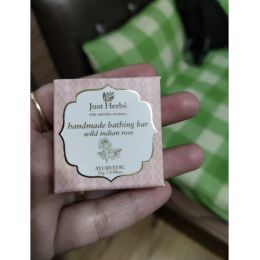 Just Herbs
handmade bathing bar
wild indian rose
AYURVEDIC